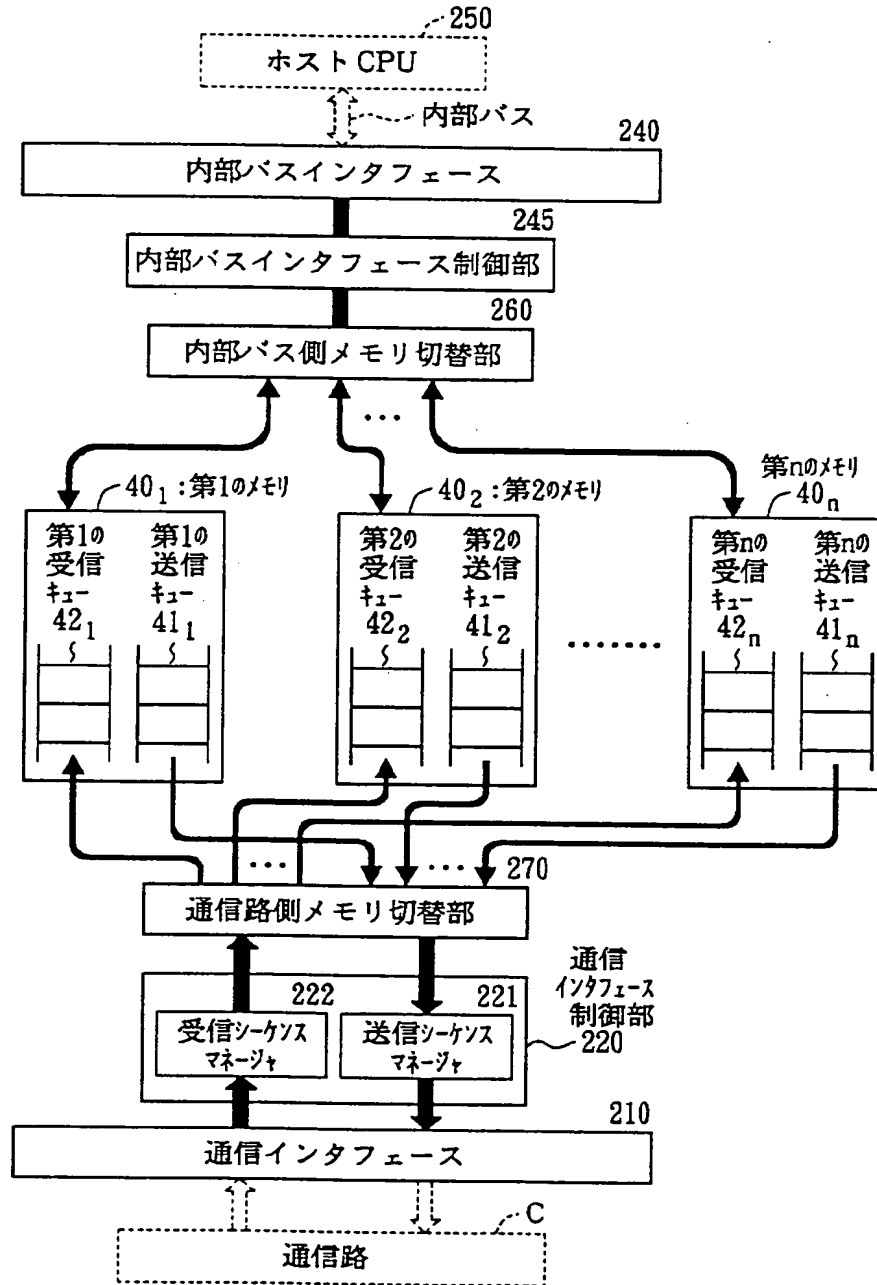 250
ホストCPU
内部バス
240
内部バスインタフェース
245
内部バスインタフェース制御部
260
内部バス側メモリ切替部
...
40₁:第1のメモリ
40₂:第2のメモリ
第nのメモリ
40ₙ
第1の
受信
キュー
42₁
第1の
送信
キュー
41₁
第2の
受信
キュー
42₂
第2の
送信
キュー
41₂
.......
第nの
受信
キュー
42ₙ
第nの
送信
キュー
41ₙ
...
...
270
通信路側メモリ切替部
通信
インタフェース
制御部
220
222
受信シーケンス
マネージャ
221
送信シーケンス
マネージャ
210
通信インタフェース
C
通信路